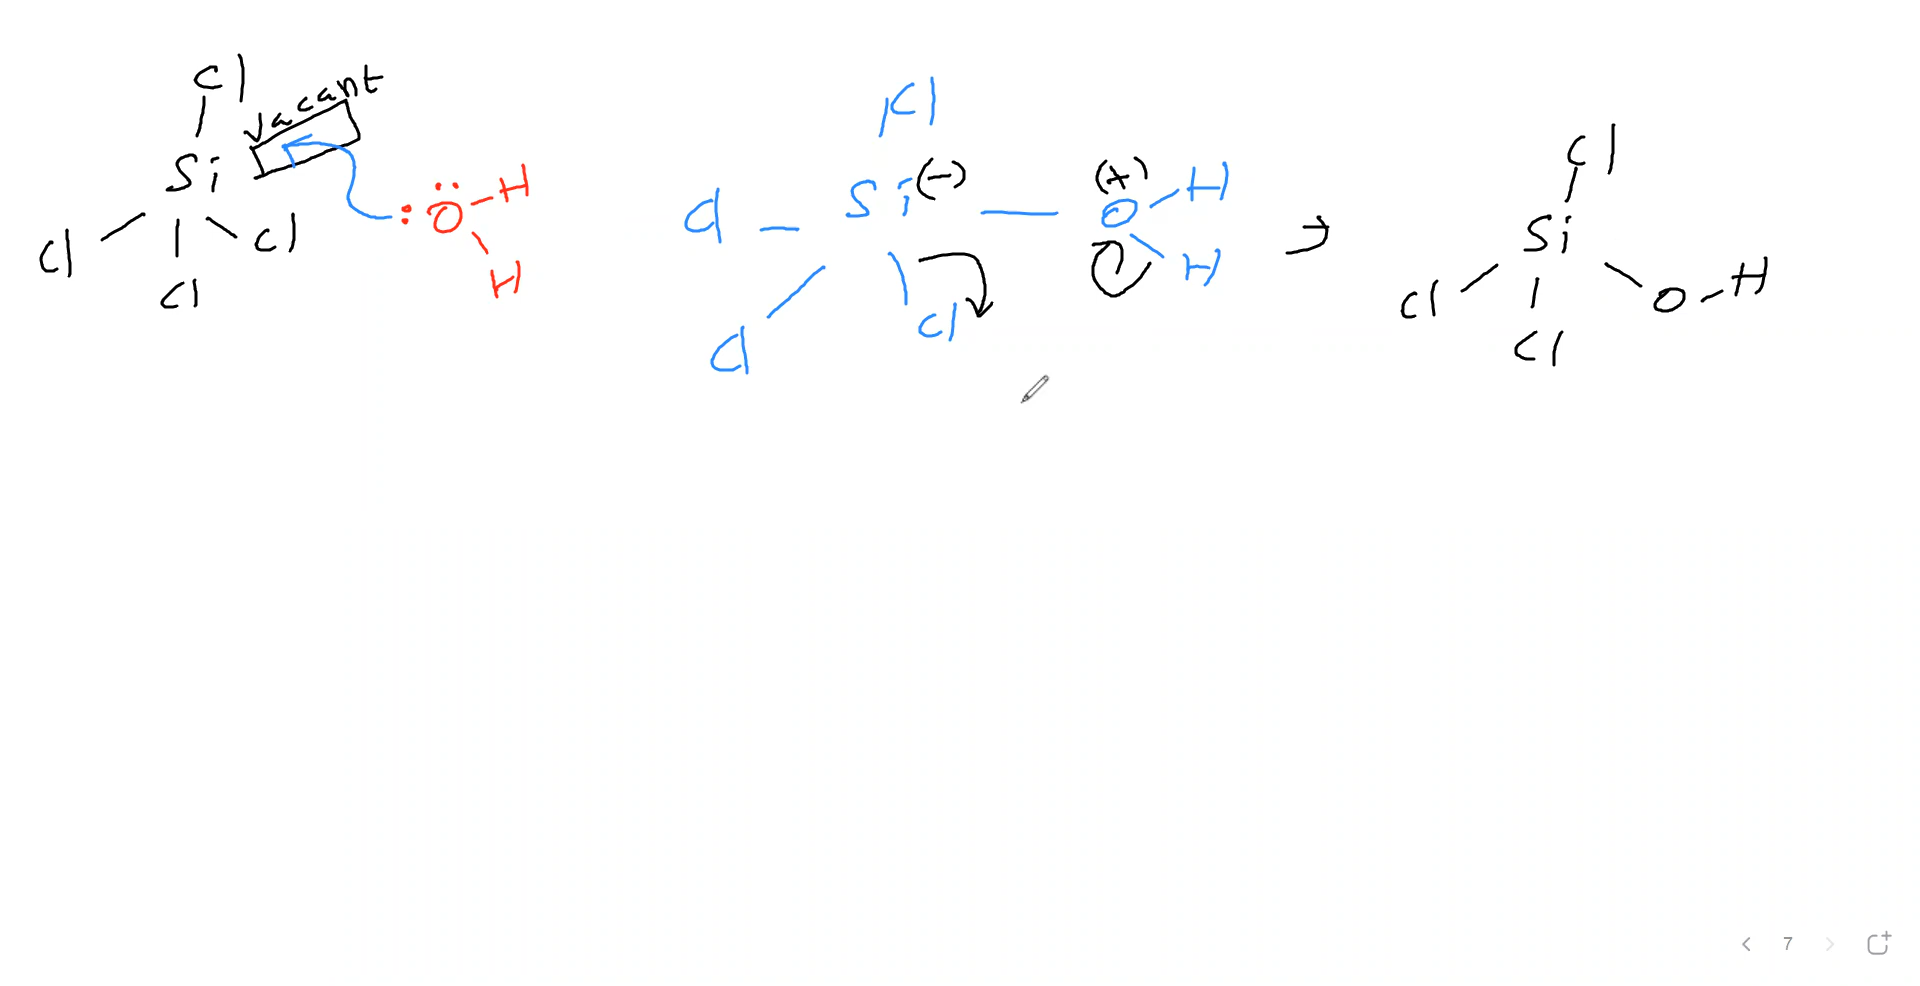 Cl
vacant
Si
:Ö-H
H
Cl
Cl
Cl
Cl
Si(-)
(+)
O
H
H
Cl
Cl
Cl
→
Cl
Si
Cl
Cl
O-H
7